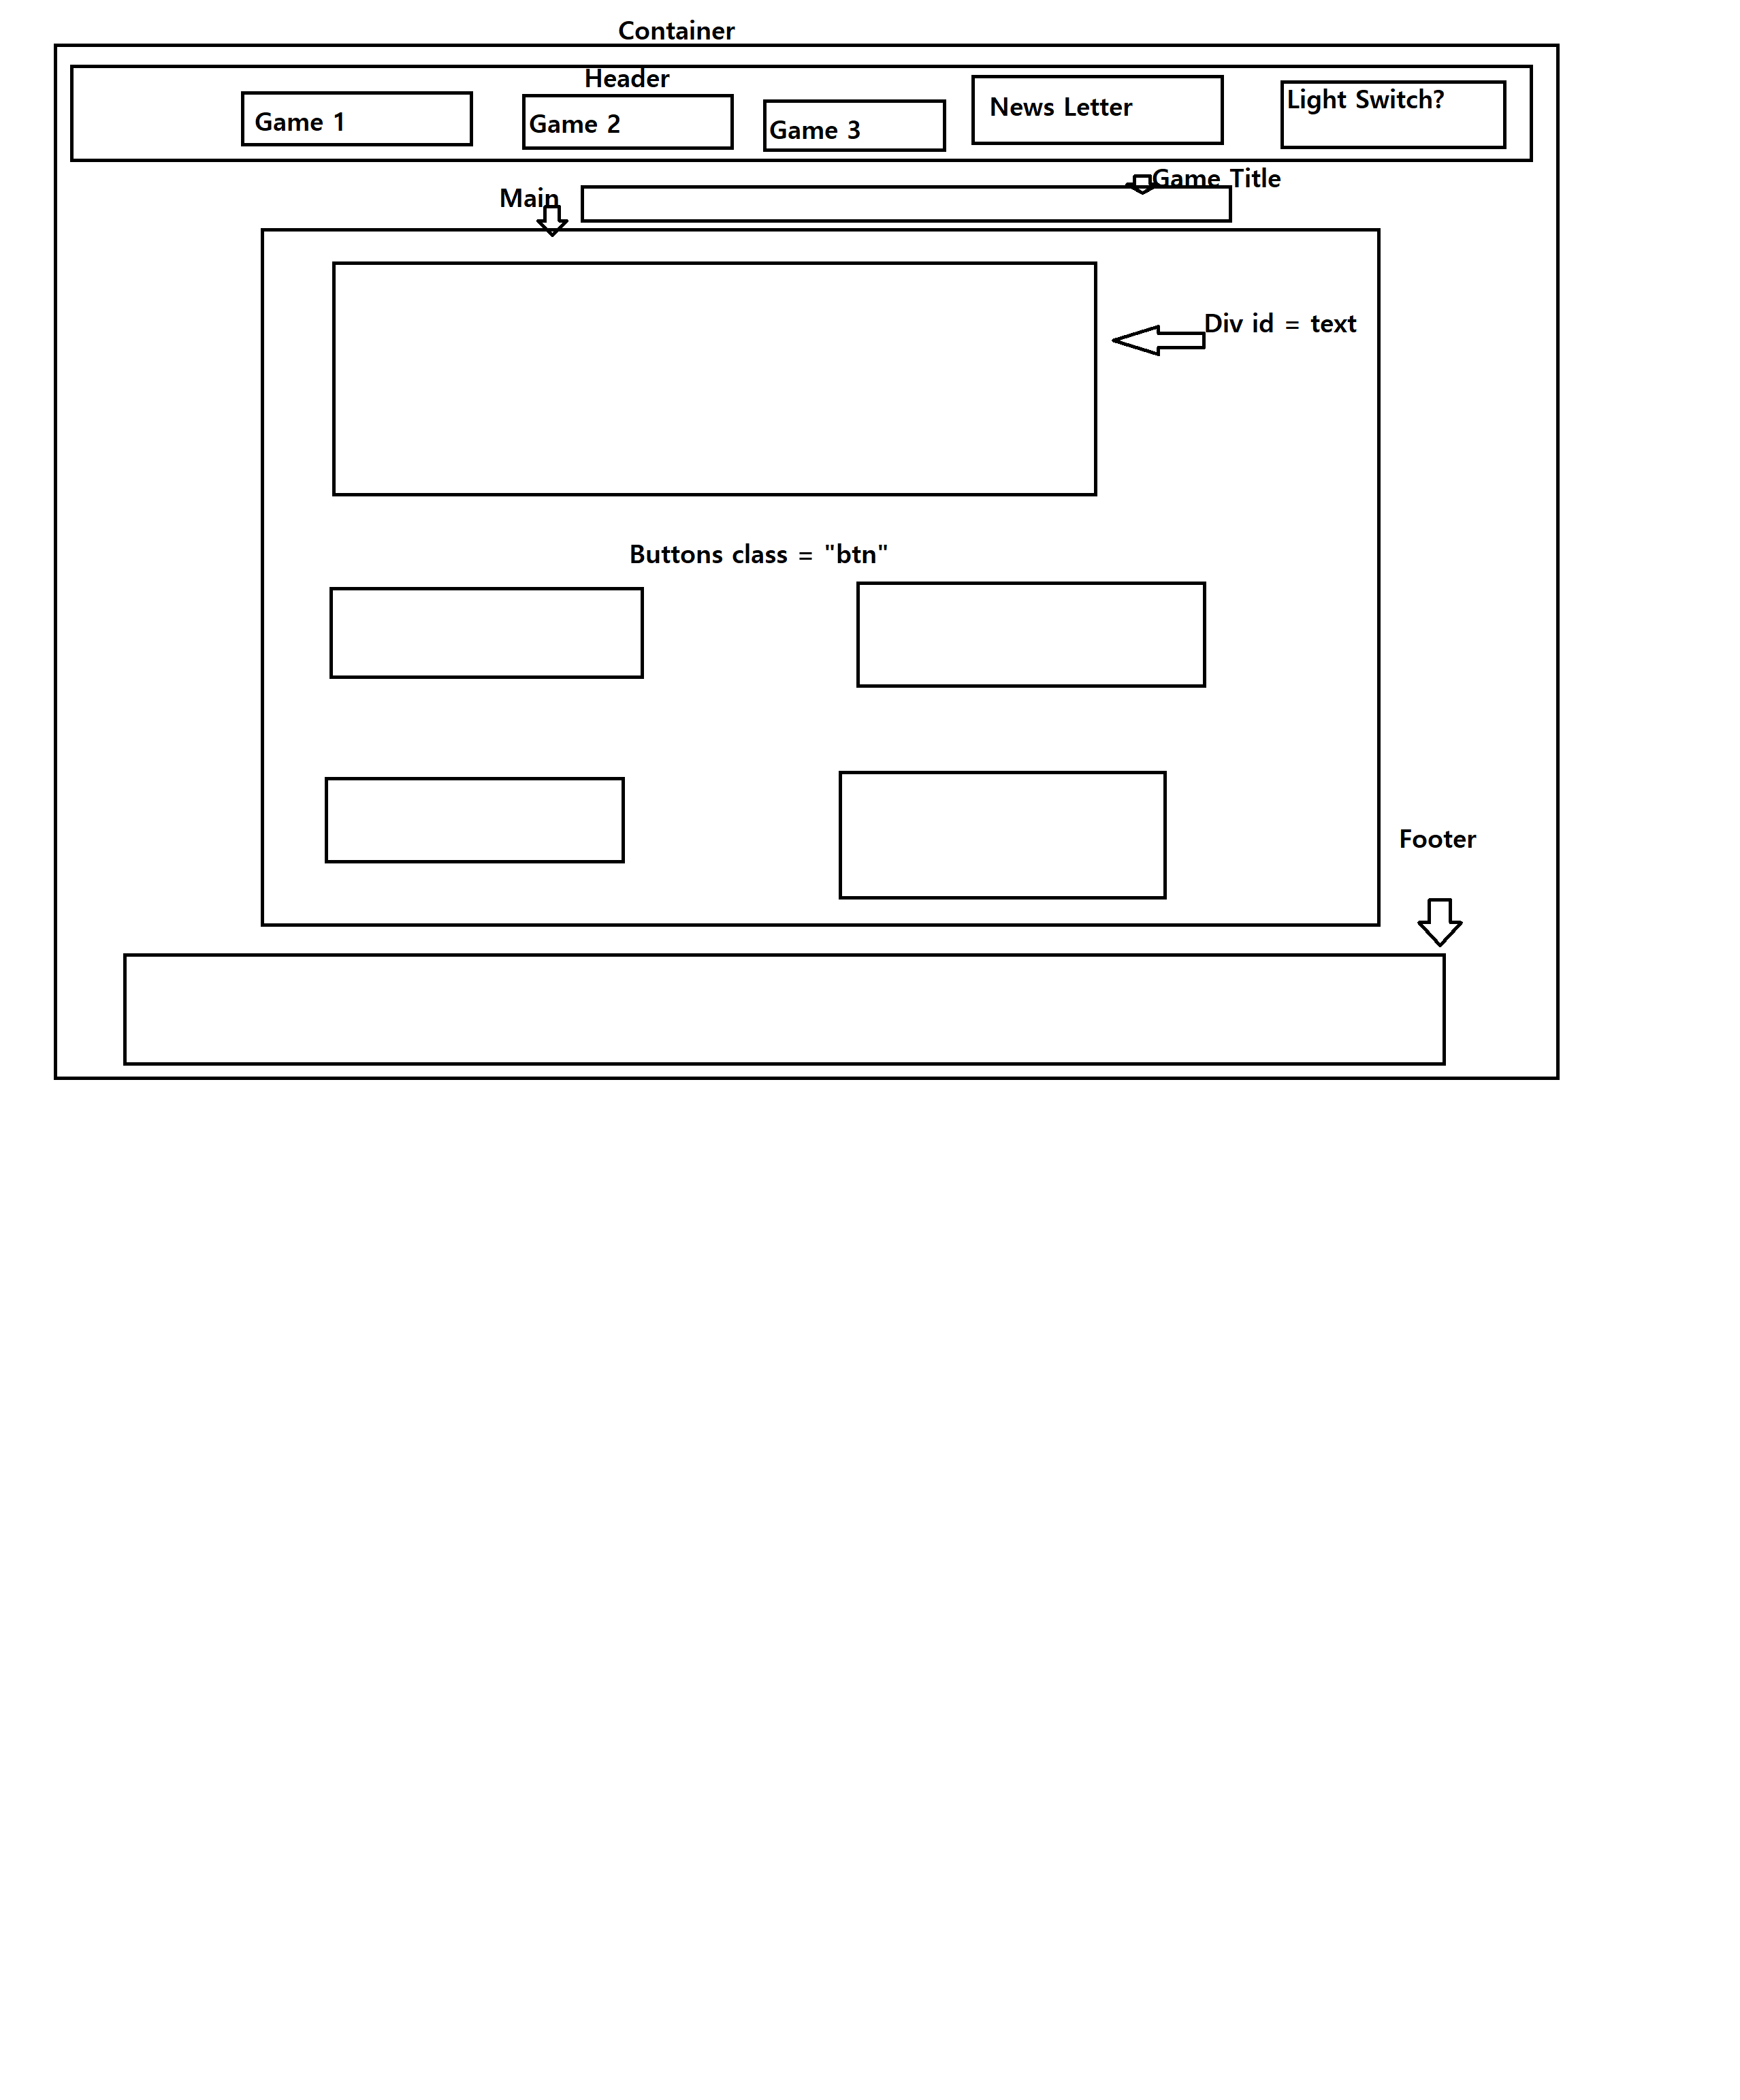 Container
Header
Game 1
Game 2
Game 3
News Letter
Light Switch?
Game Title
Main
Div id = text
Buttons class = "btn"
Footer